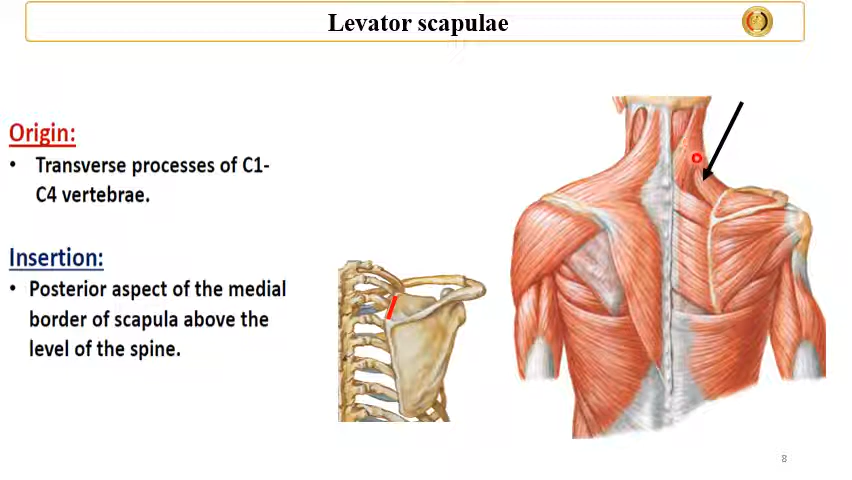 Levator scapulae
Origin:
• Transverse processes of C1-
C4 vertebrae.
Insertion:
• Posterior aspect of the medial
border of scapula above the
level of the spine.
8